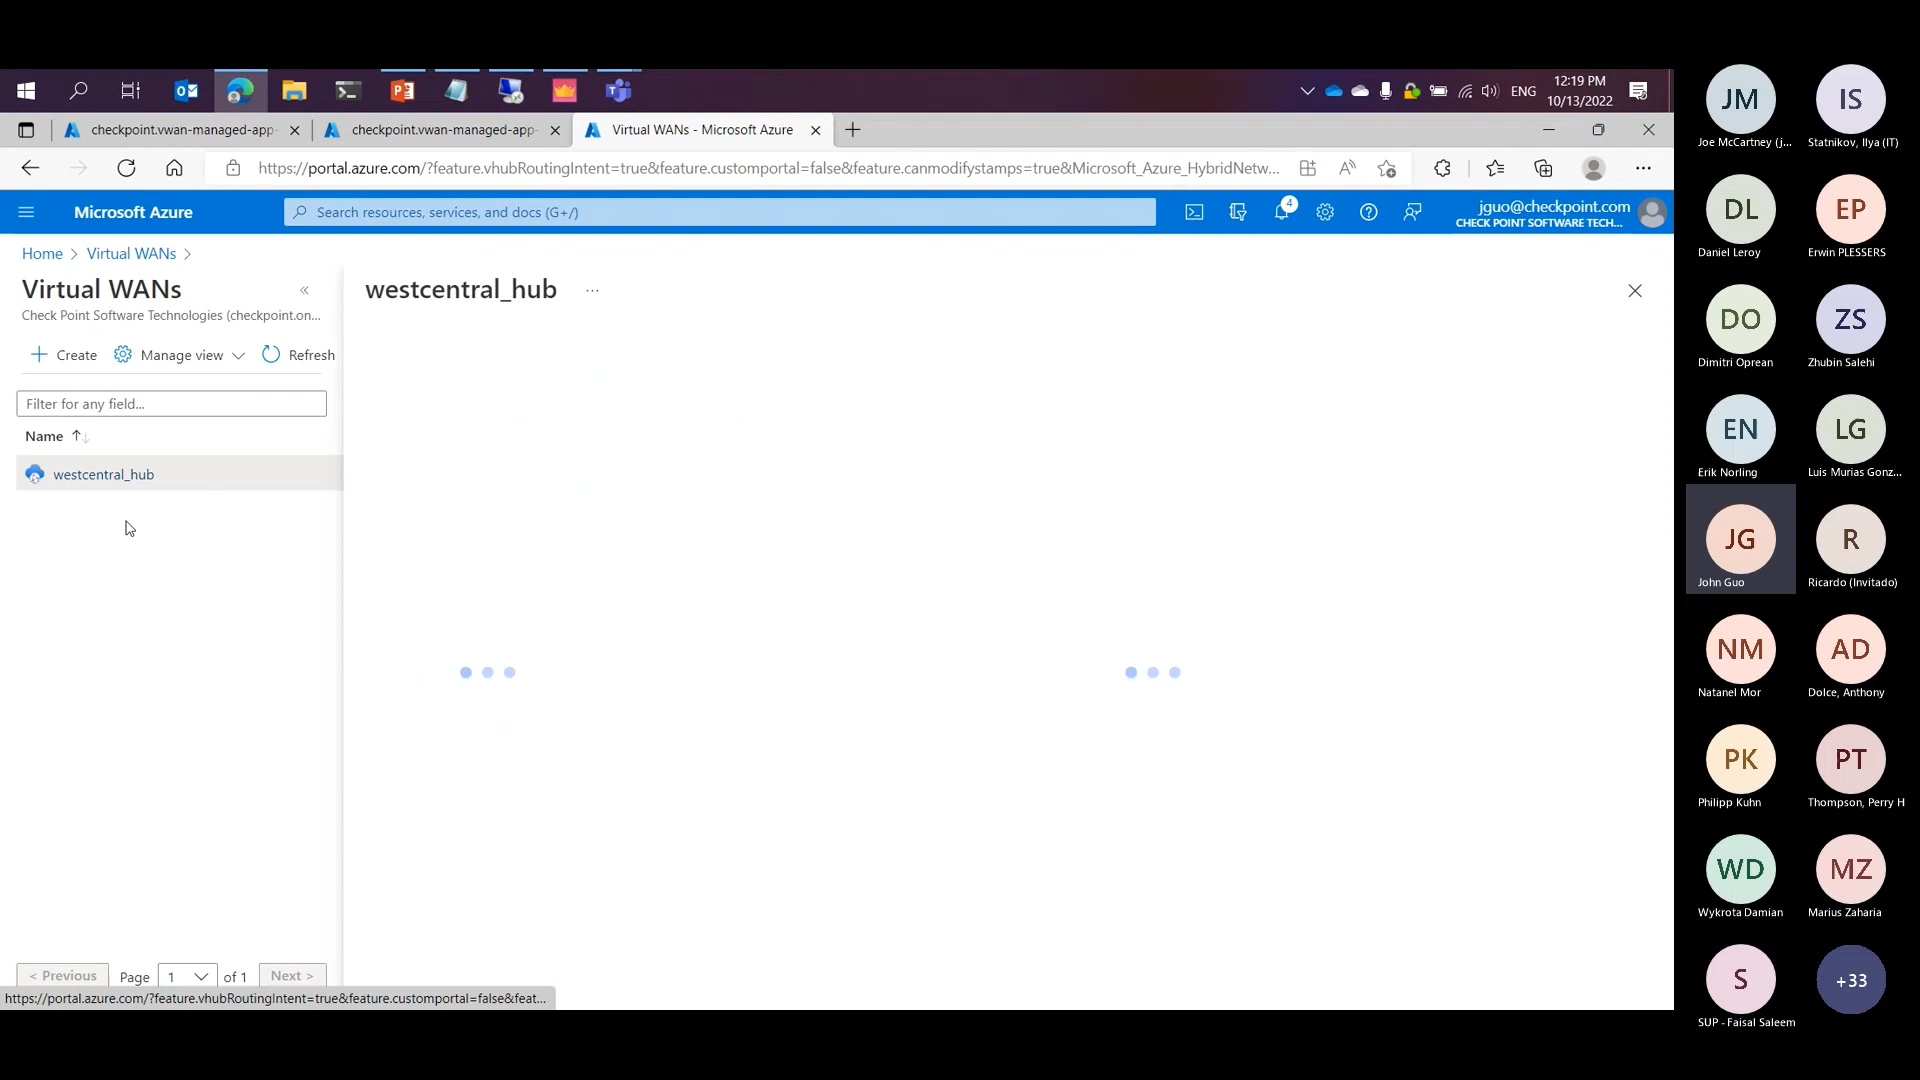 ENG
12:19 PM
10/13/2022
checkpoint.vwan-managed-app-
checkpoint.vwan-managed-app-
Virtual WANs - Microsoft Azure
https://portal.azure.com/?feature.vhubRoutingIntent=true&feature.customportal=false&feature.canmodifystamps=true&Microsoft_Azure_HybridNetw...
Microsoft Azure
Search resources, services, and docs (G+/)
4
jguo@checkpoint.com
CHECK POINT SOFTWARE TECH...
Home > Virtual WANs >
Virtual WANs
Check Point Software Technologies (checkpoint.on...
Create
Manage view
Refresh
Filter for any field...
Name
westcentral_hub
< Previous
Page
1
of 1
Next >
https://portal.azure.com/?feature.vhubRoutingIntent=true&feature.customportal=false&feat...
westcentral_hub
...
JM
Joe McCartney (j...
IS
Statnikov, Ilya (IT)
DL
Daniel Leroy
EP
Erwin PLESSERS
DO
Dimitri Oprean
ZS
Zhubin Salehi
EN
Erik Norling
LG
Luis Murias Gonz...
JG
John Guo
R
Ricardo (Invitado)
NM
Natanel Mor
AD
Dolce, Anthony
PK
Philipp Kuhn
PT
Thompson, Perry H
WD
Wykrota Damian
MZ
Marius Zaharia
S
SUP - Faisal Saleem
+33